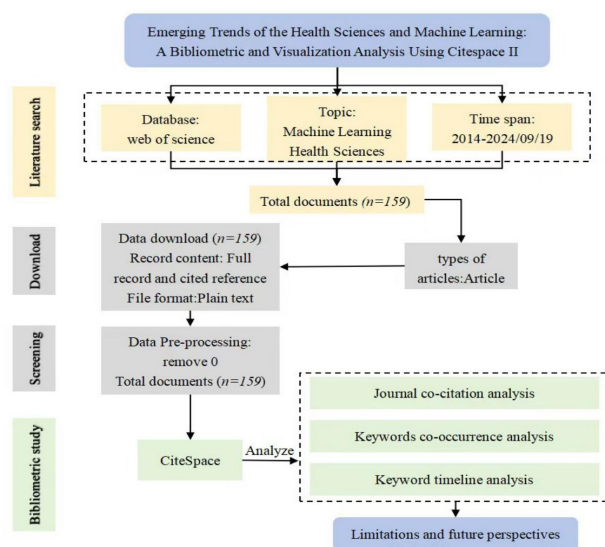 Emerging Trends of the Health Sciences and Machine Learning:
A Bibliometric and Visualization Analysis Using Citespace II
Literature search
Database:
web of science
Topic:
Machine Learning
Health Sciences
Time span:
2014-2024/09/19
Total documents (n=159)
Download
Data download (n=159)
Record content: Full
record and cited reference
File format:Plain text
types of
articles:Article
Screening
Data Pre-processing:
remove 0
Total documents (n=159)
Bibliometric study
CiteSpace
Analyze
Journal co-citation analysis
Keywords co-occurrence analysis
Keyword timeline analysis
Limitations and future perspectives